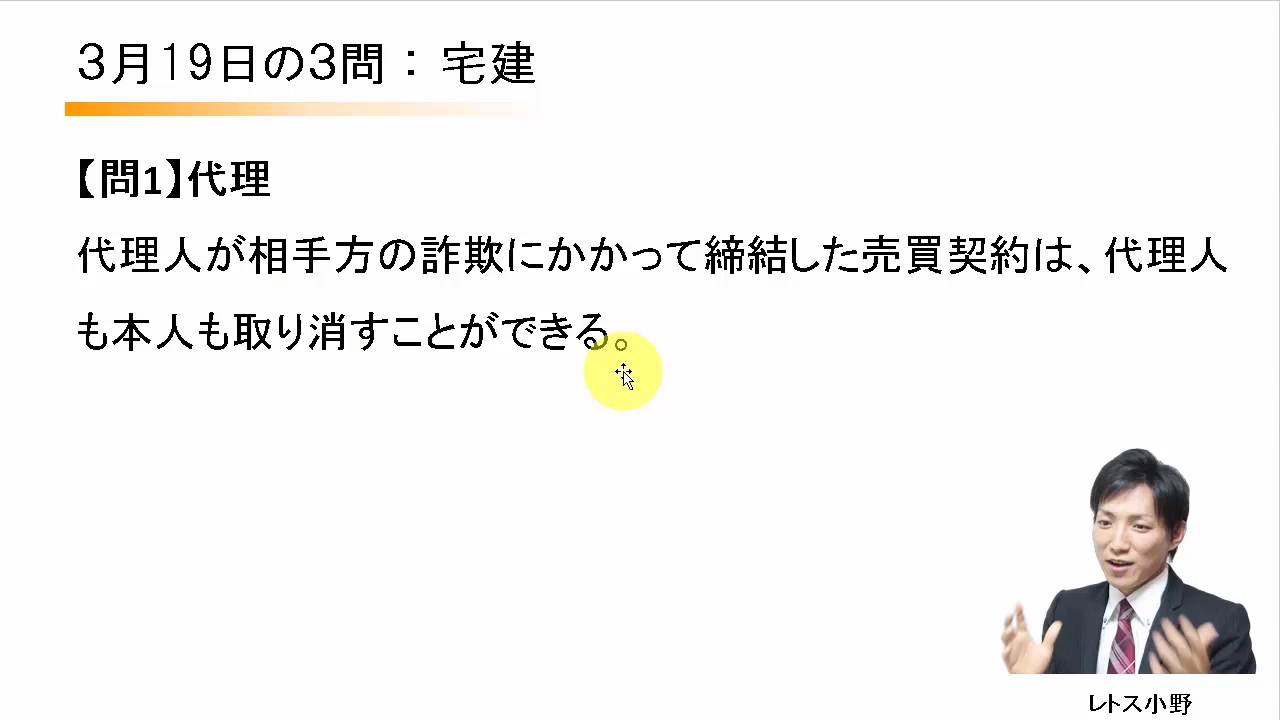 3月19日の3問：宅建
【問1】代理
代理人が相手方の詐欺にかかって締結した売買契約は、代理人
も本人も取り消すことができる。
レトス小野